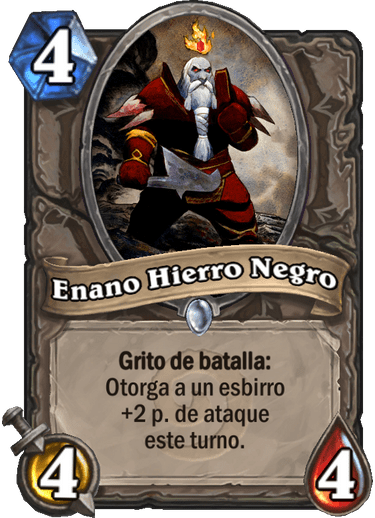 4
Enano Hierro Negro
Grito de batalla:
Otorga a un esbirro
+2 p. de ataque
este turno.
4
4